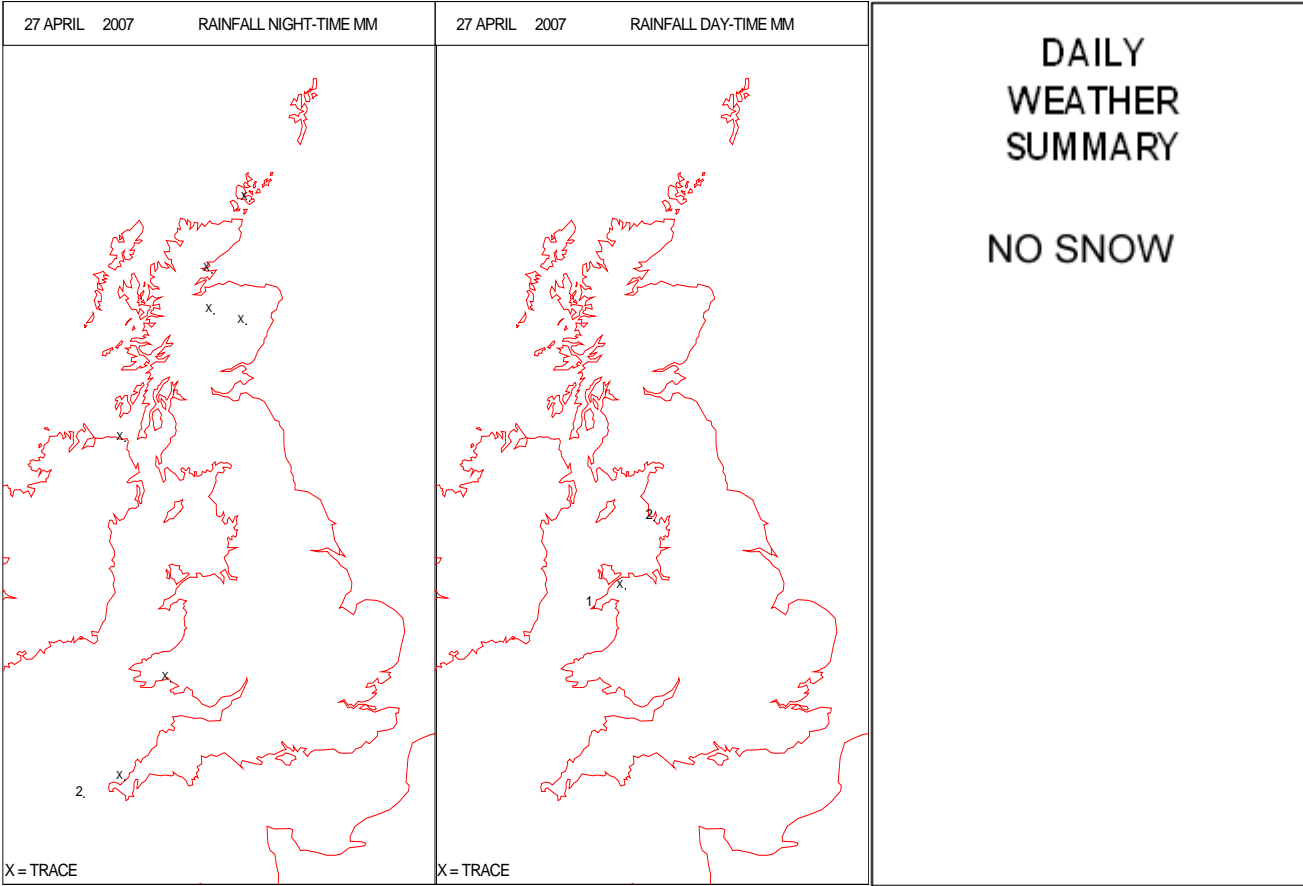 27 APRIL 2007 RAINFALL NIGHT-TIME MM
X.
X.
X.
X.
X.
X.
X.
2.
X = TRACE
27 APRIL 2007 RAINFALL DAY-TIME MM
2.
X.
1.
X = TRACE
DAILY
WEATHER
SUMMARY
NO SNOW